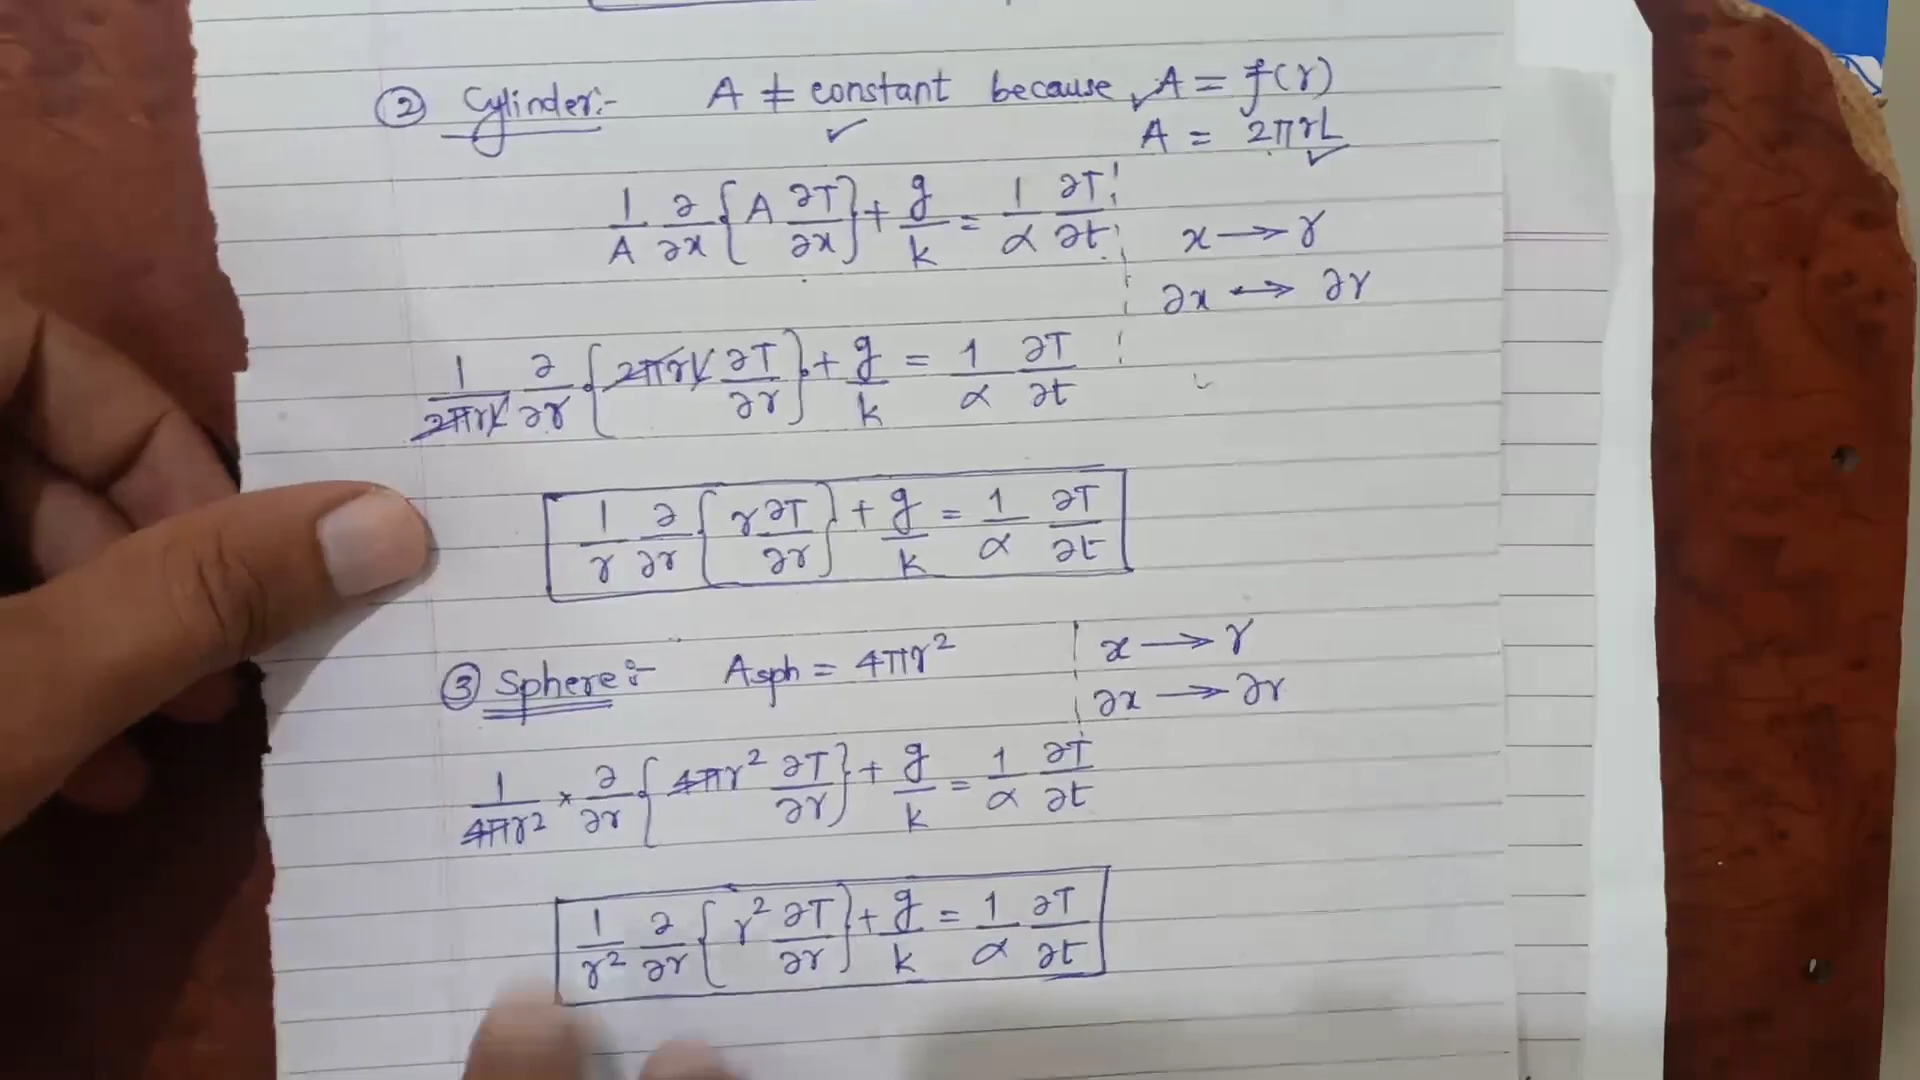 ② Cylinder:- A ≠ constant because ✓A = f(r)
✓ A = 2πrL ✓
1/A ∂/∂x {A ∂T/∂x} + g/k = 1/α ∂T/∂t
x → r
∂x ↔ ∂r
1/2πrL ∂/∂r {2πrL ∂T/∂r} + g/k = 1/α ∂T/∂t
1/r ∂/∂r {r ∂T/∂r} + g/k = 1/α ∂T/∂t
③ Sphere:- Asph = 4πr² x → r
∂x → ∂r
1/4πr² × ∂/∂r {4πr² ∂T/∂r} + g/k = 1/α ∂T/∂t
1/r² ∂/∂r {r² ∂T/∂r} + g/k = 1/α ∂T/∂t